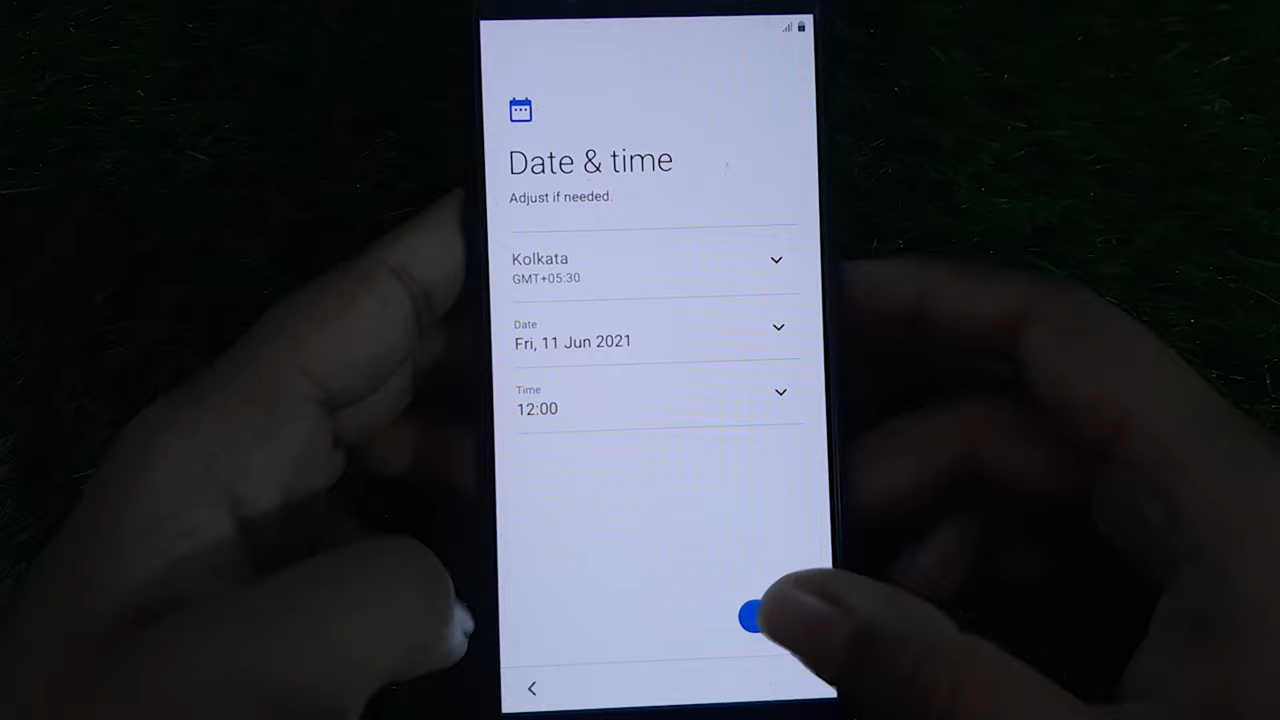 Date & time
Adjust if needed.
Kolkata
GMT+05:30
Date
Fri, 11 Jun 2021
Time
12:00